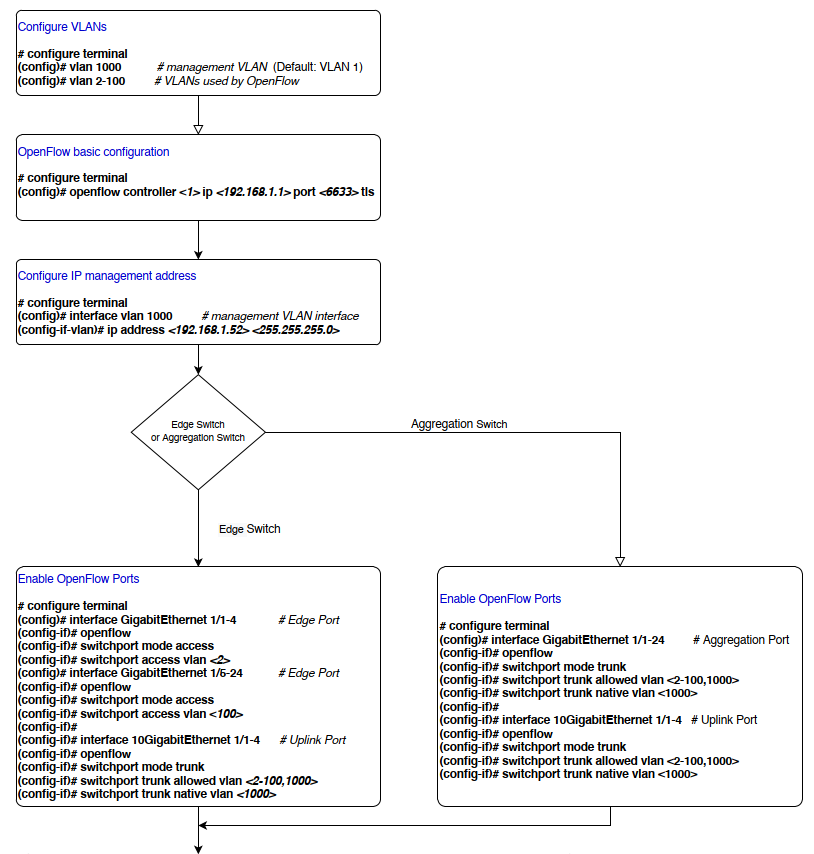 Configure VLANs
# configure terminal
(config)# vlan 1000 # management VLAN (Default: VLAN 1)
(config)# vlan 2-100 # VLANs used by OpenFlow
OpenFlow basic configuration
# configure terminal
(config)# openflow controller <1> ip <192.168.1.1> port <6633> tls
Configure IP management address
# configure terminal
(config)# interface vlan 1000 # management VLAN interface
(config-if-vlan)# ip address <192.168.1.52> <255.255.255.0>
Edge Switch
or Aggregation Switch
Aggregation Switch
Edge Switch
Enable OpenFlow Ports
# configure terminal
(config)# interface GigabitEthernet 1/1-4 # Edge Port
(config-if)# openflow
(config-if)# switchport mode access
(config-if)# switchport access vlan <2>
(config)# interface GigabitEthernet 1/6-24 # Edge Port
(config-if)# openflow
(config-if)# switchport mode access
(config-if)# switchport access vlan <100>
(config-if)#
(config-if)# interface 10GigabitEthernet 1/1-4 # Uplink Port
(config-if)# openflow
(config-if)# switchport mode trunk
(config-if)# switchport trunk allowed vlan <2-100,1000>
(config-if)# switchport trunk native vlan <1000>
Enable OpenFlow Ports
# configure terminal
(config)# interface GigabitEthernet 1/1-24 # Aggregation Port
(config-if)# openflow
(config-if)# switchport mode trunk
(config-if)# switchport trunk allowed vlan <2-100,1000>
(config-if)# switchport trunk native vlan <1000>
(config-if)#
(config-if)# interface 10GigabitEthernet 1/1-4 # Uplink Port
(config-if)# openflow
(config-if)# switchport mode trunk
(config-if)# switchport trunk allowed vlan <2-100,1000>
(config-if)# switchport trunk native vlan <1000>